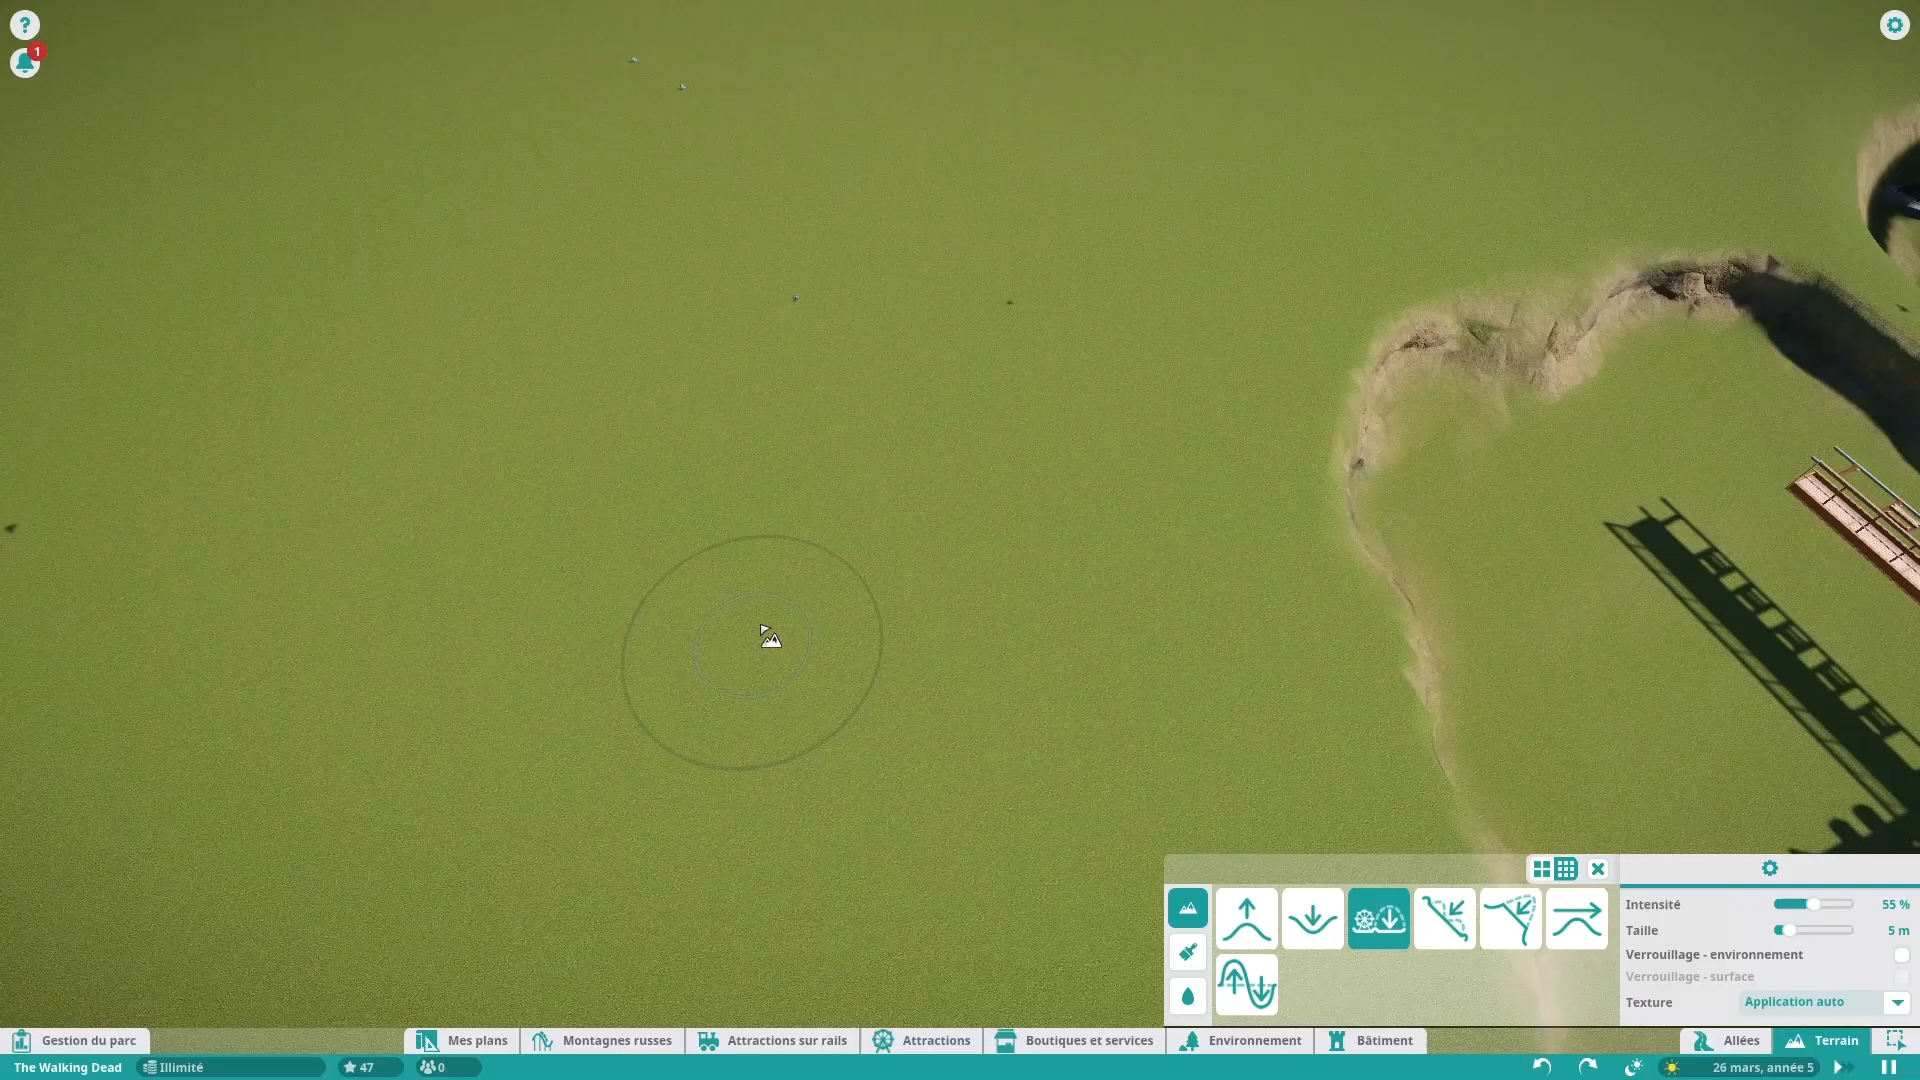 ?
1
Intensité 55 %
Taille 5 m
Verrouillage - environnement
Verrouillage - surface
Texture Application auto
Gestion du parc Mes plans Montagnes russes Attractions sur rails Attractions Boutiques et services Environnement Bâtiment Allées Terrain
The Walking Dead Illimité 47 0 26 mars, année 5